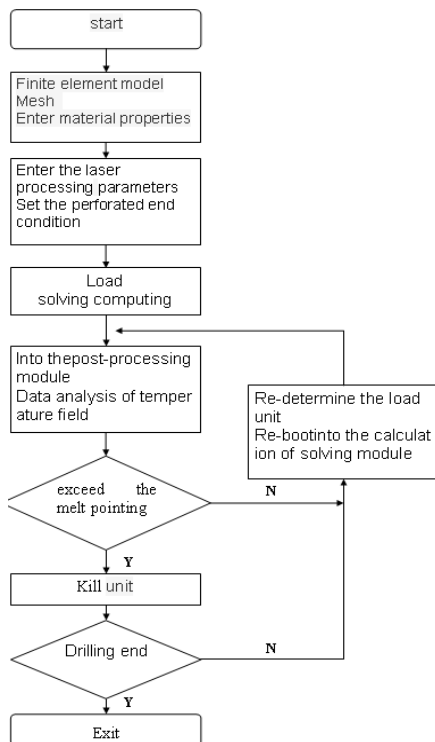 start
Finite element model
Mesh
Enter material properties
Enter the laser
processing parameters
Set the perforated end
condition
Load
solving computing
Into thepost-processing
module
Data analysis of temper
ature field
Re-determine the load
unit
Re-bootinto the calculat
ion of solving module
exceed the
melt pointing
N
Y
Kill unit
Drilling end
N
Y
Exit